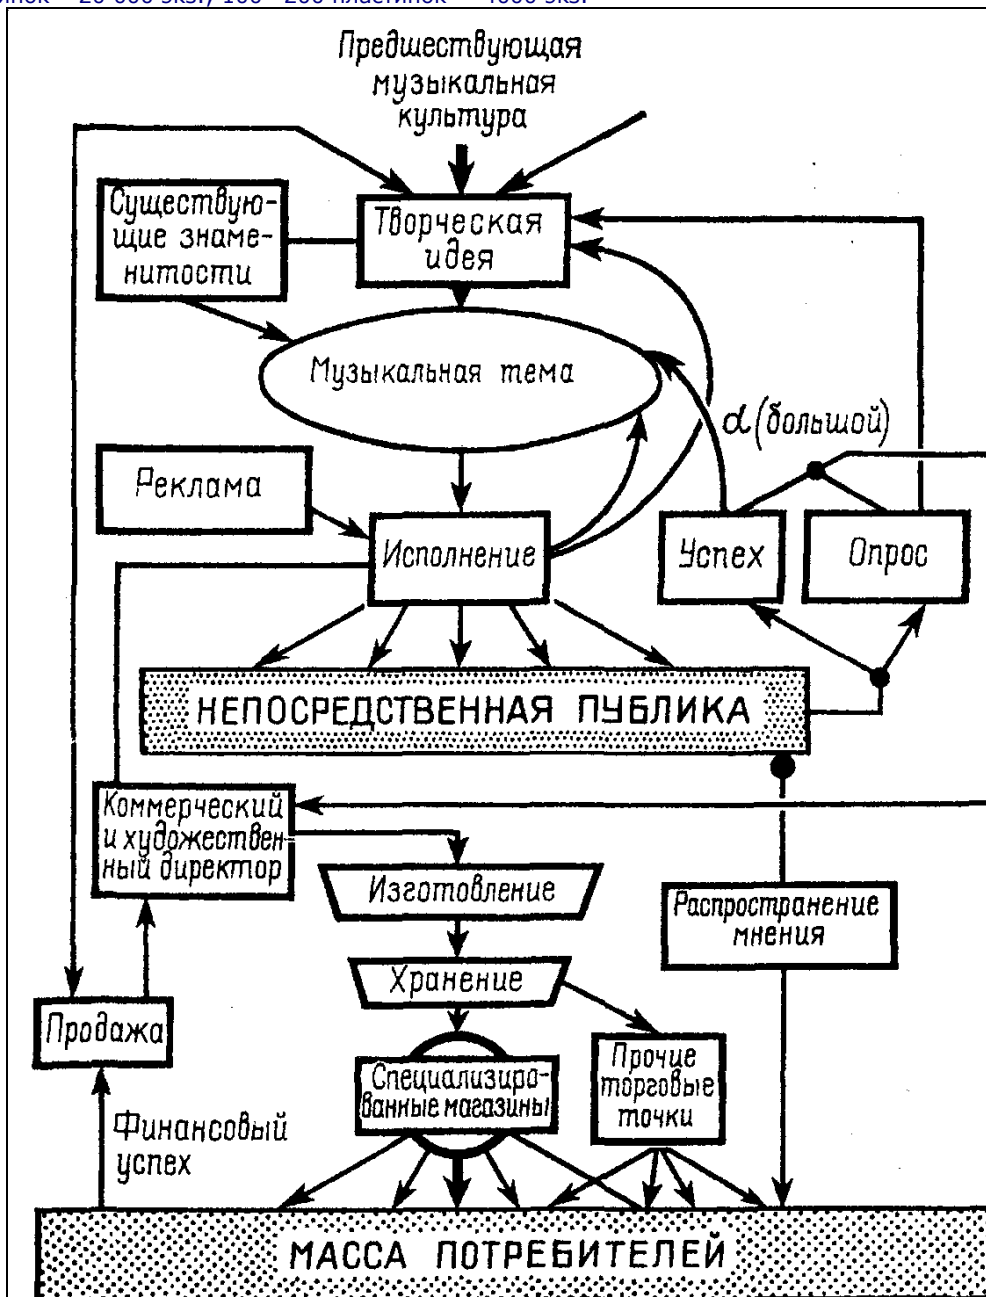 Предшествующая
музыкальная
культура
Существую-
щие знаме-
нитости
Творческая
идея
Музыкальная тема
α (большой)
Реклама
Исполнение
Успех
Опрос
НЕПОСРЕДСТВЕННАЯ ПУБЛИКА
Коммерческий
и художествен-
ный директор
Изготовление
Распространение
мнения
Хранение
Продажа
Специализиро-
ванные магазины
Прочие
торговые
точки
Финансовый
успех
МАССА ПОТРЕБИТЕЛЕЙ